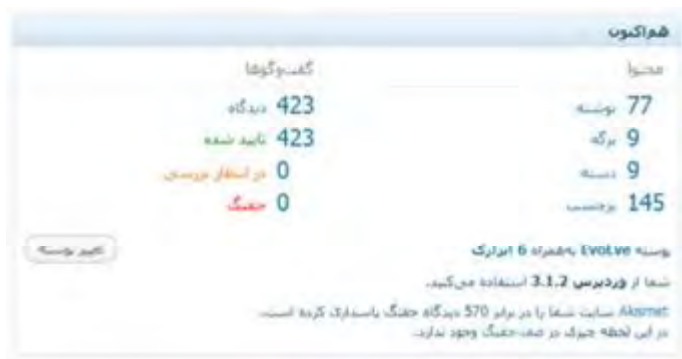 هم‌اکنون
محتوا
77 نوشته
9 برگه
9 دسته
145 برچسب
گفت‌وگوها
423 دیدگاه
423 تایید شده
0 در انتظار بررسی
0 جفنگ
پوسته EvoLve به‌همراه 6 ابزارک
تغییر پوسته
شما از وردپرس 3.1.2 استفاده می‌کنید.
Akismet سایت شما را در برابر 570 دیدگاه جفنگ پاسداری کرده است.
در این لحظه چیزی در صف جفنگ وجود ندارد.